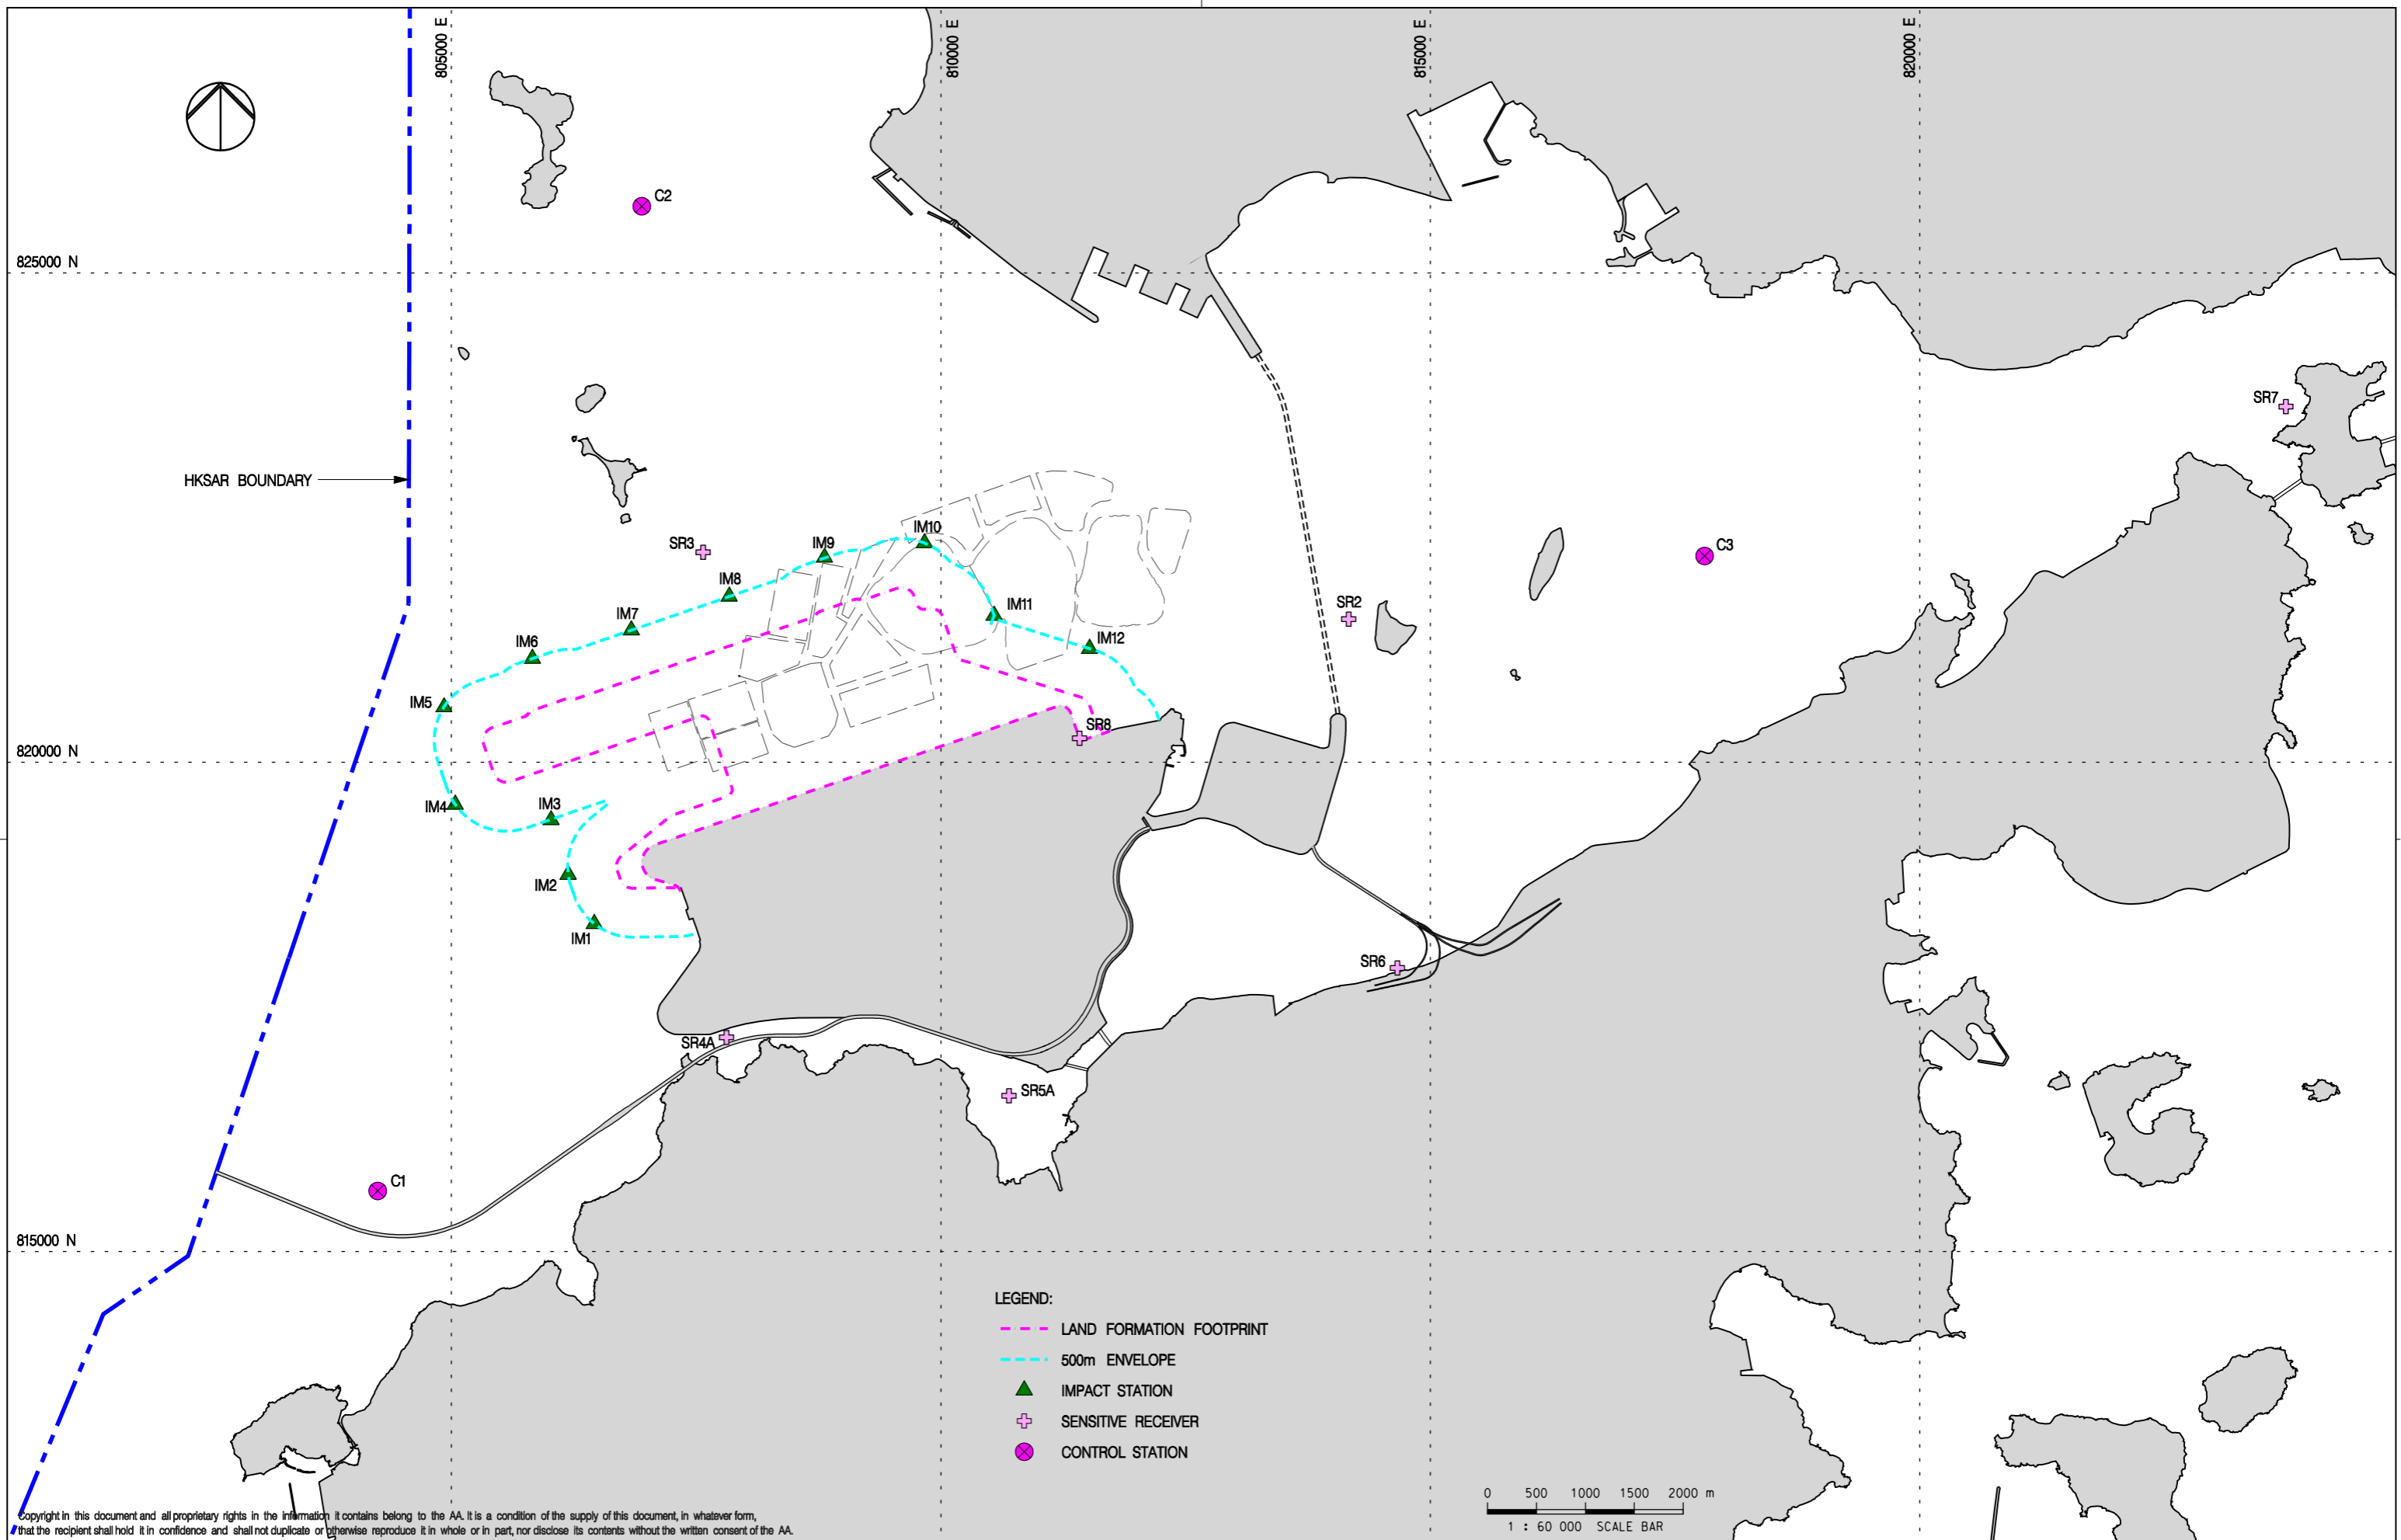 805000 E
810000 E
815000 E
820000 E
C2
825000 N
SR7
HKSAR BOUNDARY
IM10
SR3
IM9
C3
IM8
SR2
IM7
IM11
IM12
IM6
IM5
SR8
820000 N
IM4
IM3
IM2
IM1
SR6
SR4A
SR5A
C1
815000 N
LEGEND:
LAND FORMATION FOOTPRINT
500m ENVELOPE
IMPACT STATION
SENSITIVE RECEIVER
CONTROL STATION
0 500 1000 1500 2000 m
1 : 60 000 SCALE BAR
Copyright in this document and all proprietary rights in the information it contains belong to the AA. It is a condition of the supply of this document, in whatever form,
that the recipient shall hold it in confidence and shall not duplicate or otherwise reproduce it in whole or in part, nor disclose its contents without the written consent of the AA.